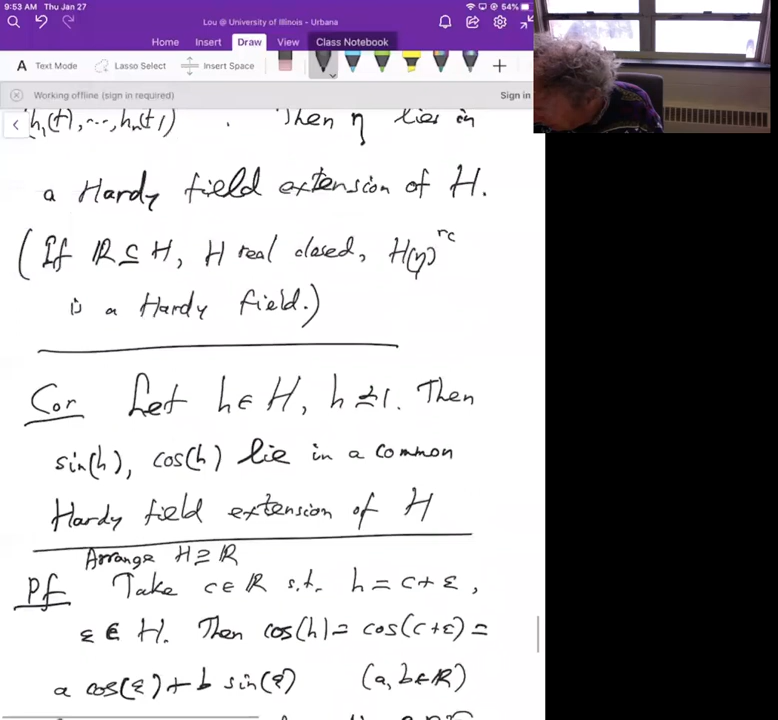 9:53 AM Thu Jan 27
54%
Lou @ University of Illinois - Urbana
Home Insert Draw View Class Notebook
A Text Mode Lasso Select Insert Space
Working offline (sign in required) Sign in
h₁(t), ..., hₙ(t)) . Then η lies in
a Hardy field extension of H.
(If ℝ ⊆ H, H real closed, H(η)^rc
is a Hardy field.)
Cor Let h ∈ H, h ≼ 1. Then
sin(h), cos(h) lie in a common
Hardy field extension of H
Arrange H ⊇ ℝ
Pf Take c ∈ ℝ s.t. h = c + ε,
ε ∈ H. Then cos(h) = cos(c+ε) =
a cos(ε) + b sin(ε) (a, b ∈ ℝ)